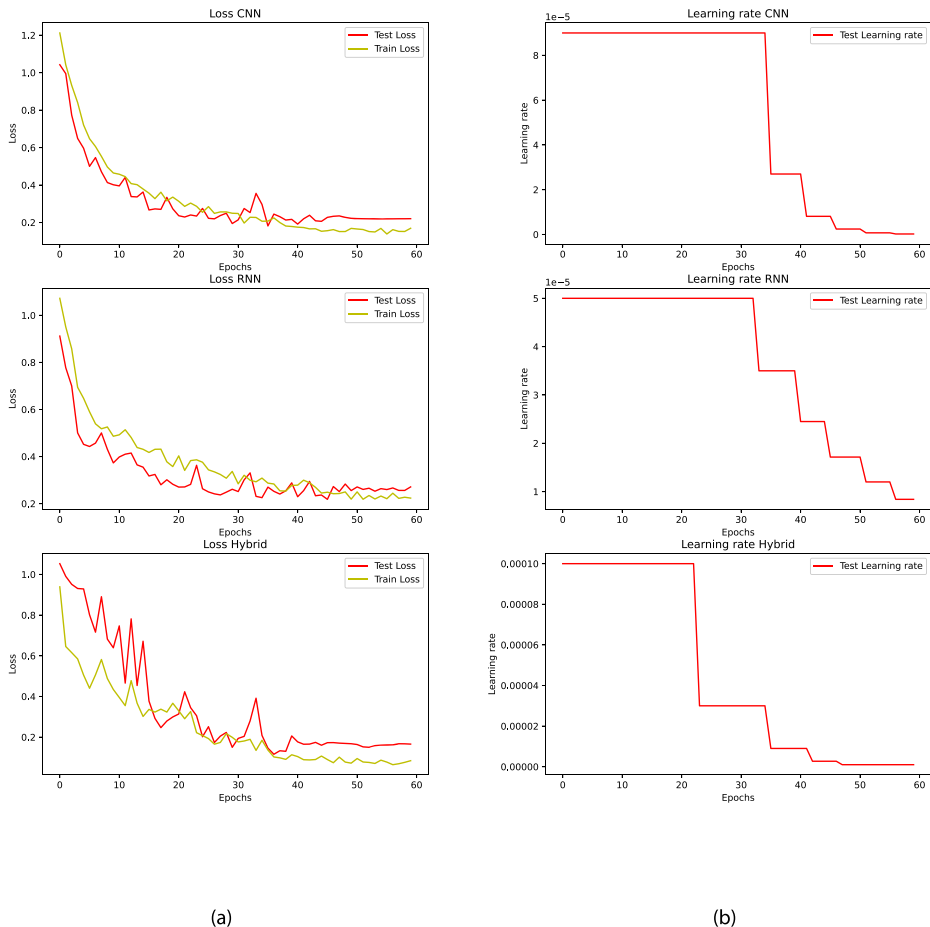 Loss CNN
1.2
1.0
0.8
0.6
0.4
0.2
Loss
0 10 20 30 40 50 60
Epochs
Test Loss
Train Loss
Learning rate CNN
1e−5
8
6
4
2
0
Learning rate
0 10 20 30 40 50 60
Epochs
Test Learning rate
Loss RNN
1.0
0.8
0.6
0.4
0.2
Loss
0 10 20 30 40 50 60
Epochs
Test Loss
Train Loss
Learning rate RNN
1e−5
5
4
3
2
1
Learning rate
0 10 20 30 40 50 60
Epochs
Test Learning rate
Loss Hybrid
1.0
0.8
0.6
0.4
0.2
Loss
0 10 20 30 40 50 60
Epochs
Test Loss
Train Loss
Learning rate Hybrid
0,00010
0,00008
0,00006
0,00004
0,00002
0,00000
Learning rate
0 10 20 30 40 50 60
Epochs
Test Learning rate
(a)
(b)